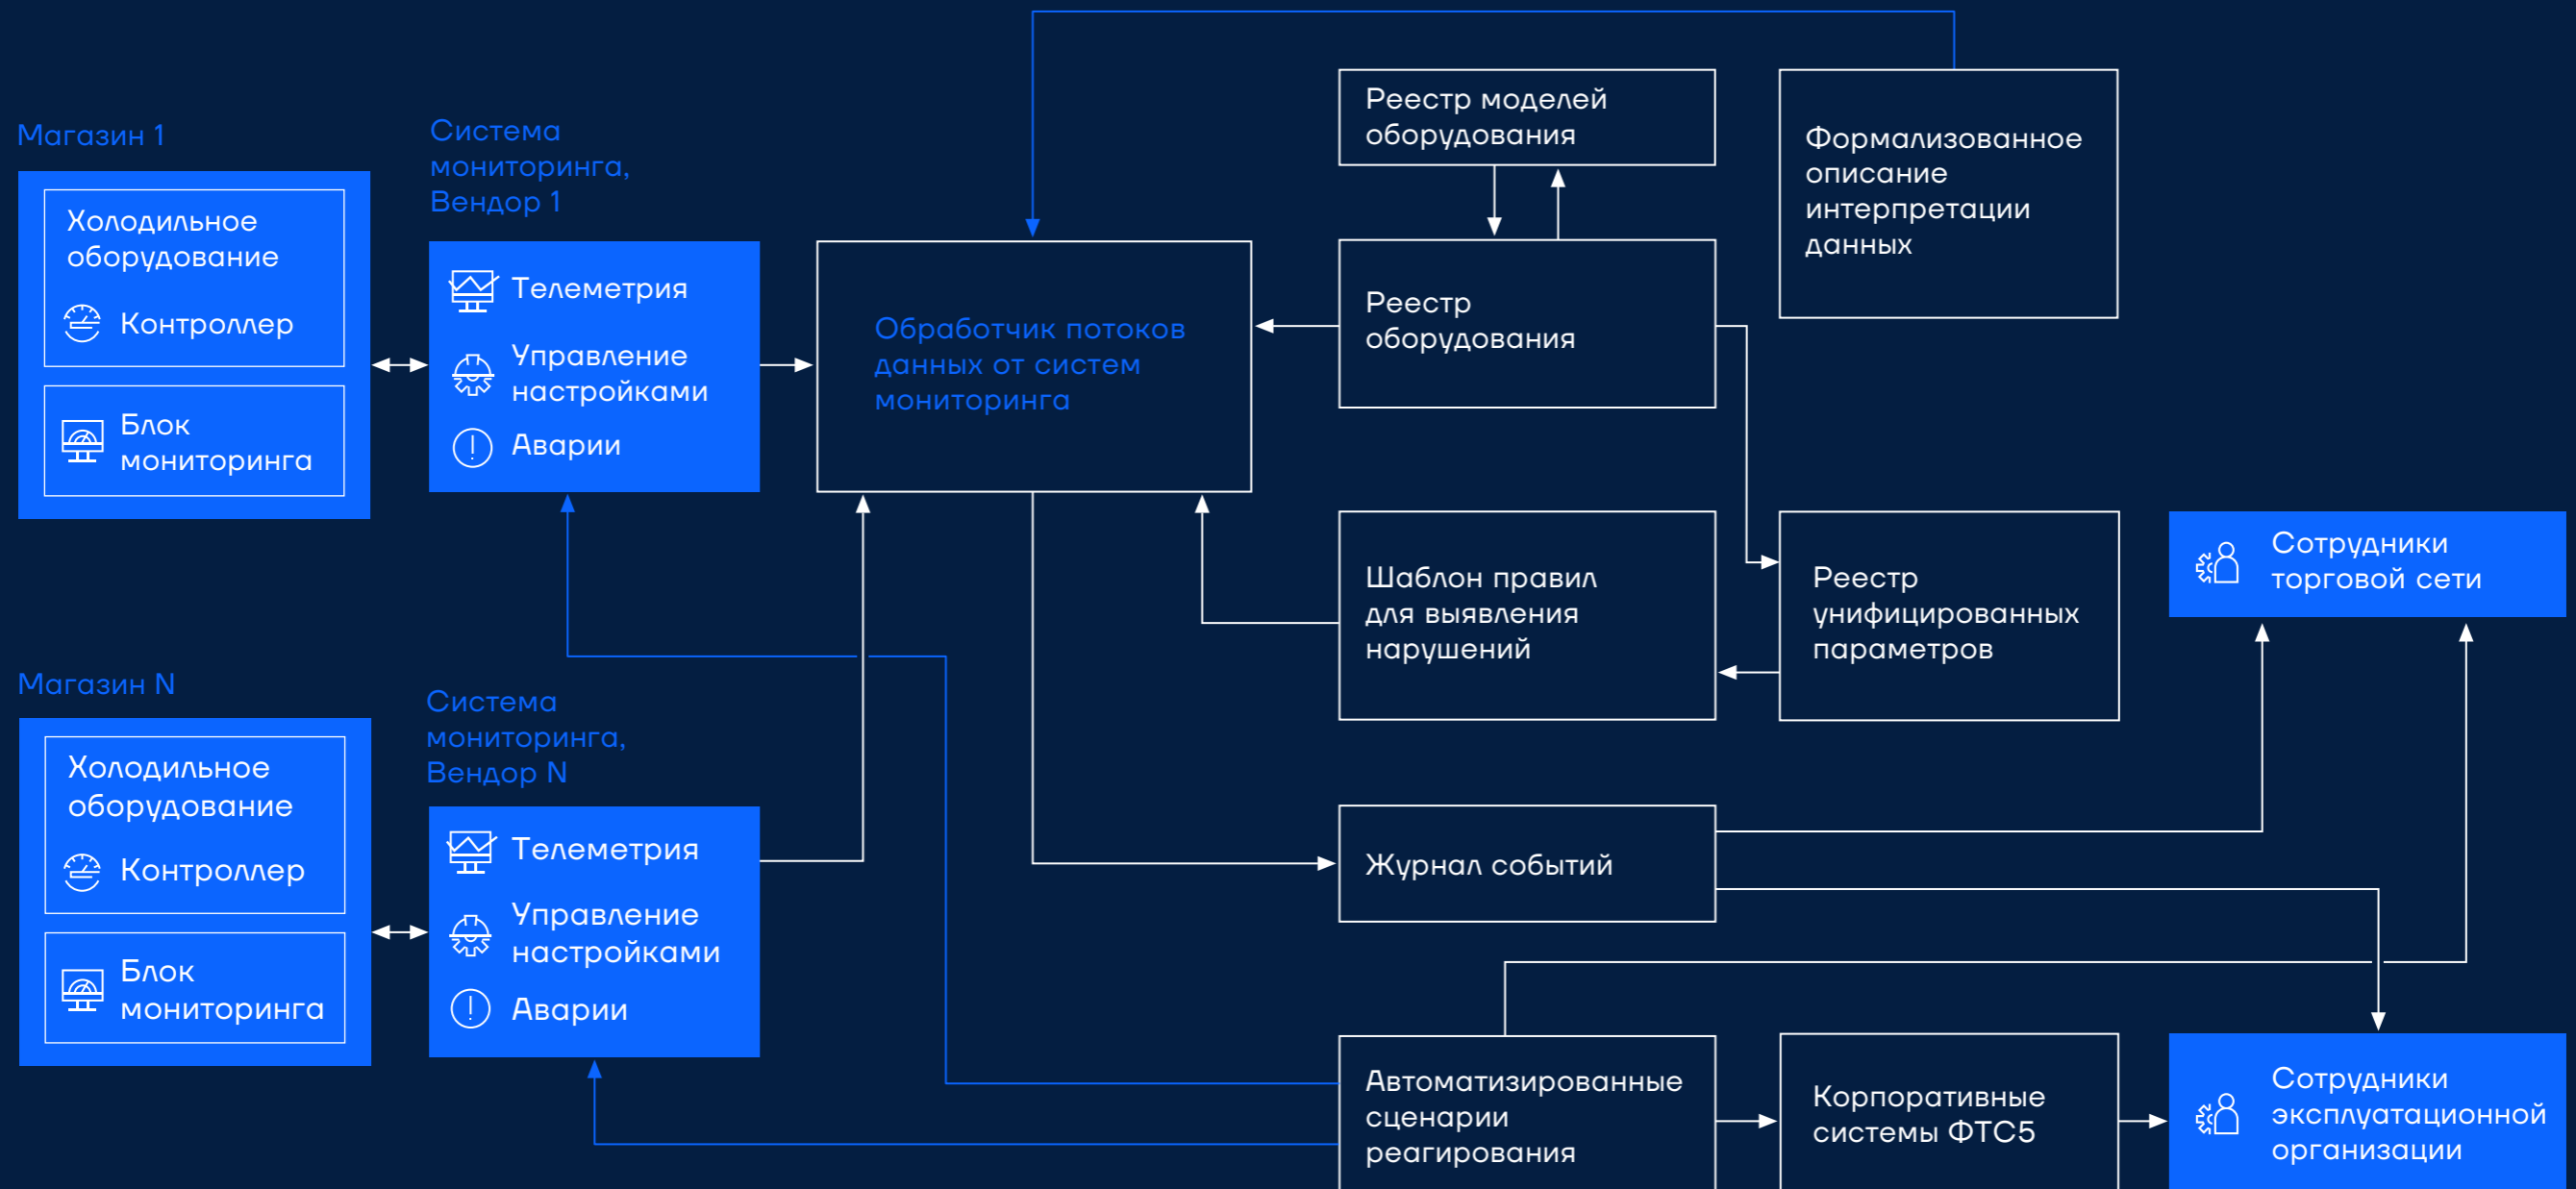 Магазин 1
Холодильное
оборудование
Контроллер
Блок
мониторинга
Система
мониторинга,
Вендор 1
Телеметрия
Управление
настройками
Аварии
Обработчик потоков
данных от систем
мониторинга
Реестр моделей
оборудования
Реестр
оборудования
Формализованное
описание
интерпретации
данных
Шаблон правил
для выявления
нарушений
Реестр
унифицированных
параметров
Сотрудники
торговой сети
Магазин N
Холодильное
оборудование
Контроллер
Блок
мониторинга
Система
мониторинга,
Вендор N
Телеметрия
Управление
настройками
Аварии
Журнал событий
Автоматизированные
сценарии
реагирования
Корпоративные
системы ФТС5
Сотрудники
эксплуатационной
организации